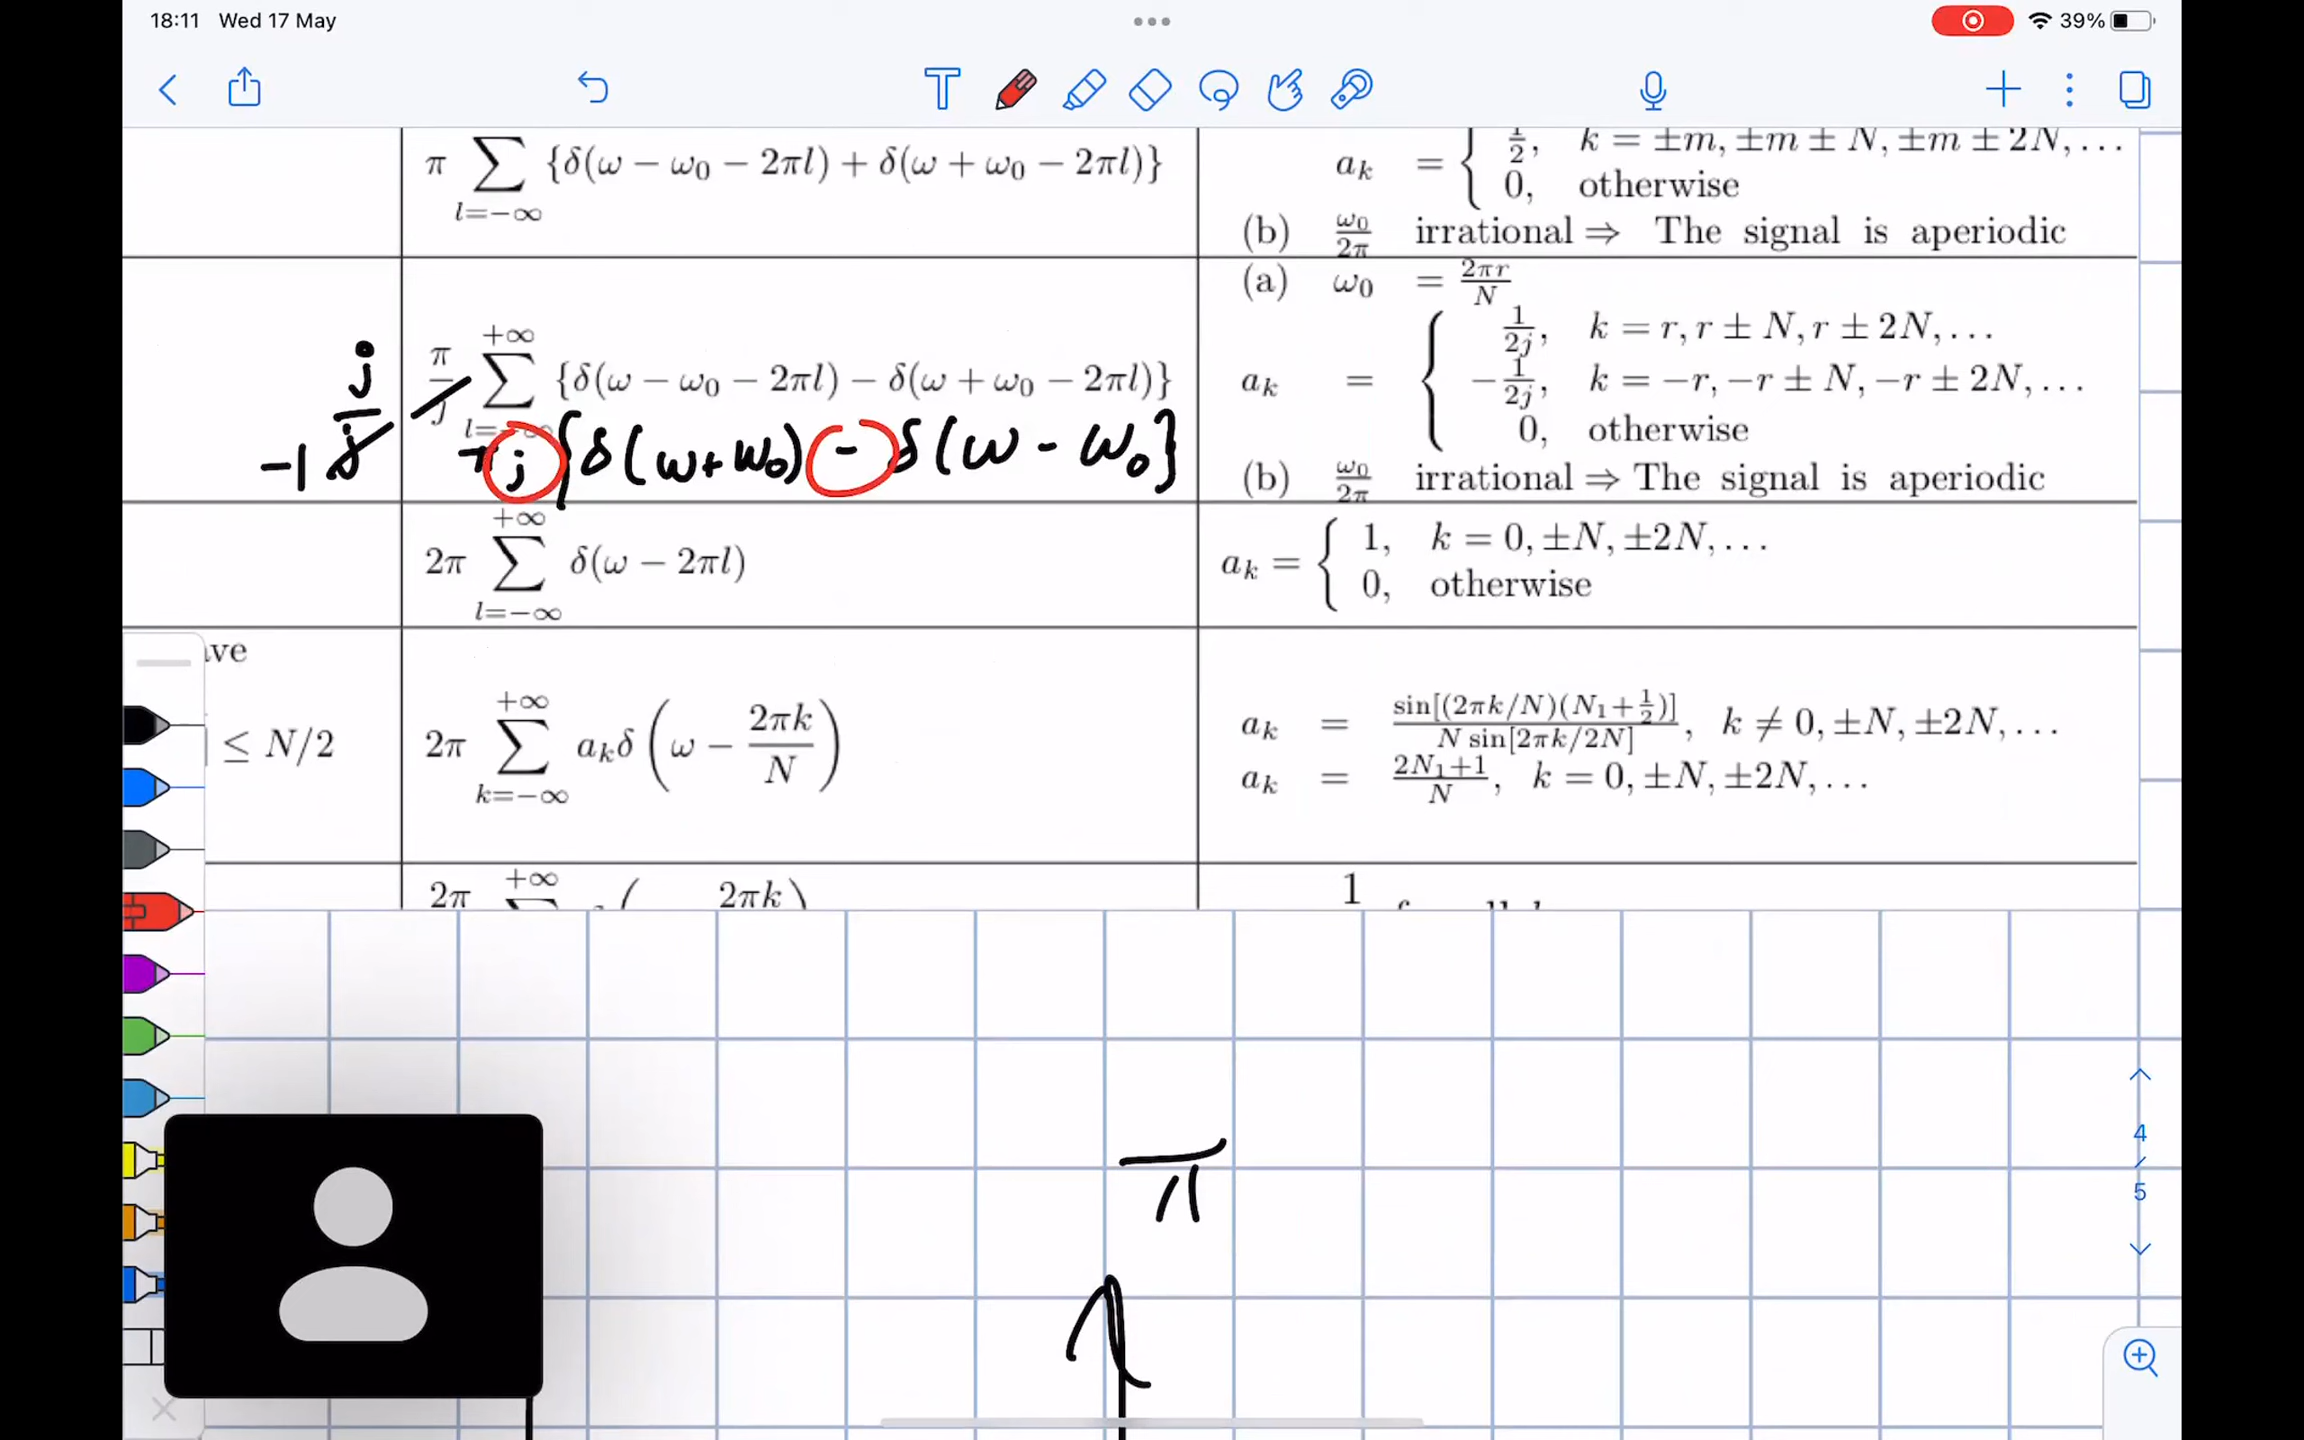 18:11 Wed 17 May
39%
T
π ∑ {δ(ω − ω₀ − 2πl) + δ(ω + ω₀ − 2πl)}
l=−∞
aₖ = { 1/2, k = ±m, ±m ± N, ±m ± 2N, . . .
0, otherwise
(b) ω₀/2π irrational ⇒ The signal is aperiodic
j/j
−1
+∞
π/j ∑ {δ(ω − ω₀ − 2πl) − δ(ω + ω₀ − 2πl)}
l=−∞
πj{δ(ω+ω₀) − δ(ω − ω₀}
(a) ω₀ = 2πr/N
aₖ = { 1/2j, k = r, r ± N, r ± 2N, . . .
−1/2j, k = −r, −r ± N, −r ± 2N, . . .
0, otherwise
(b) ω₀/2π irrational ⇒ The signal is aperiodic
+∞
2π ∑ δ(ω − 2πl)
l=−∞
aₖ = { 1, k = 0, ±N, ±2N, . . .
0, otherwise
≤ N/2
+∞
2π ∑ aₖδ(ω − 2πk/N)
k=−∞
aₖ = sin[(2πk/N)(N₁+1/2)]/N sin[2πk/2N], k ≠ 0, ±N, ±2N, . . .
aₖ = 2N₁+1/N, k = 0, ±N, ±2N, . . .
+∞
2π ∑ ( 2πk )
1
π
4
/
5